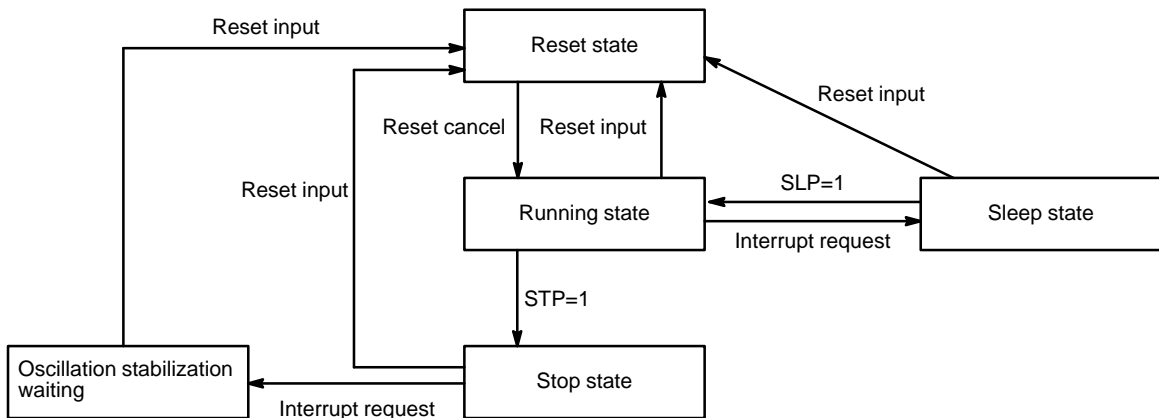 Reset input
Reset state
Reset input
Reset cancel
Reset input
Reset input
SLP=1
Running state
Sleep state
Interrupt request
STP=1
Oscillation stabilization
waiting
Stop state
Interrupt request